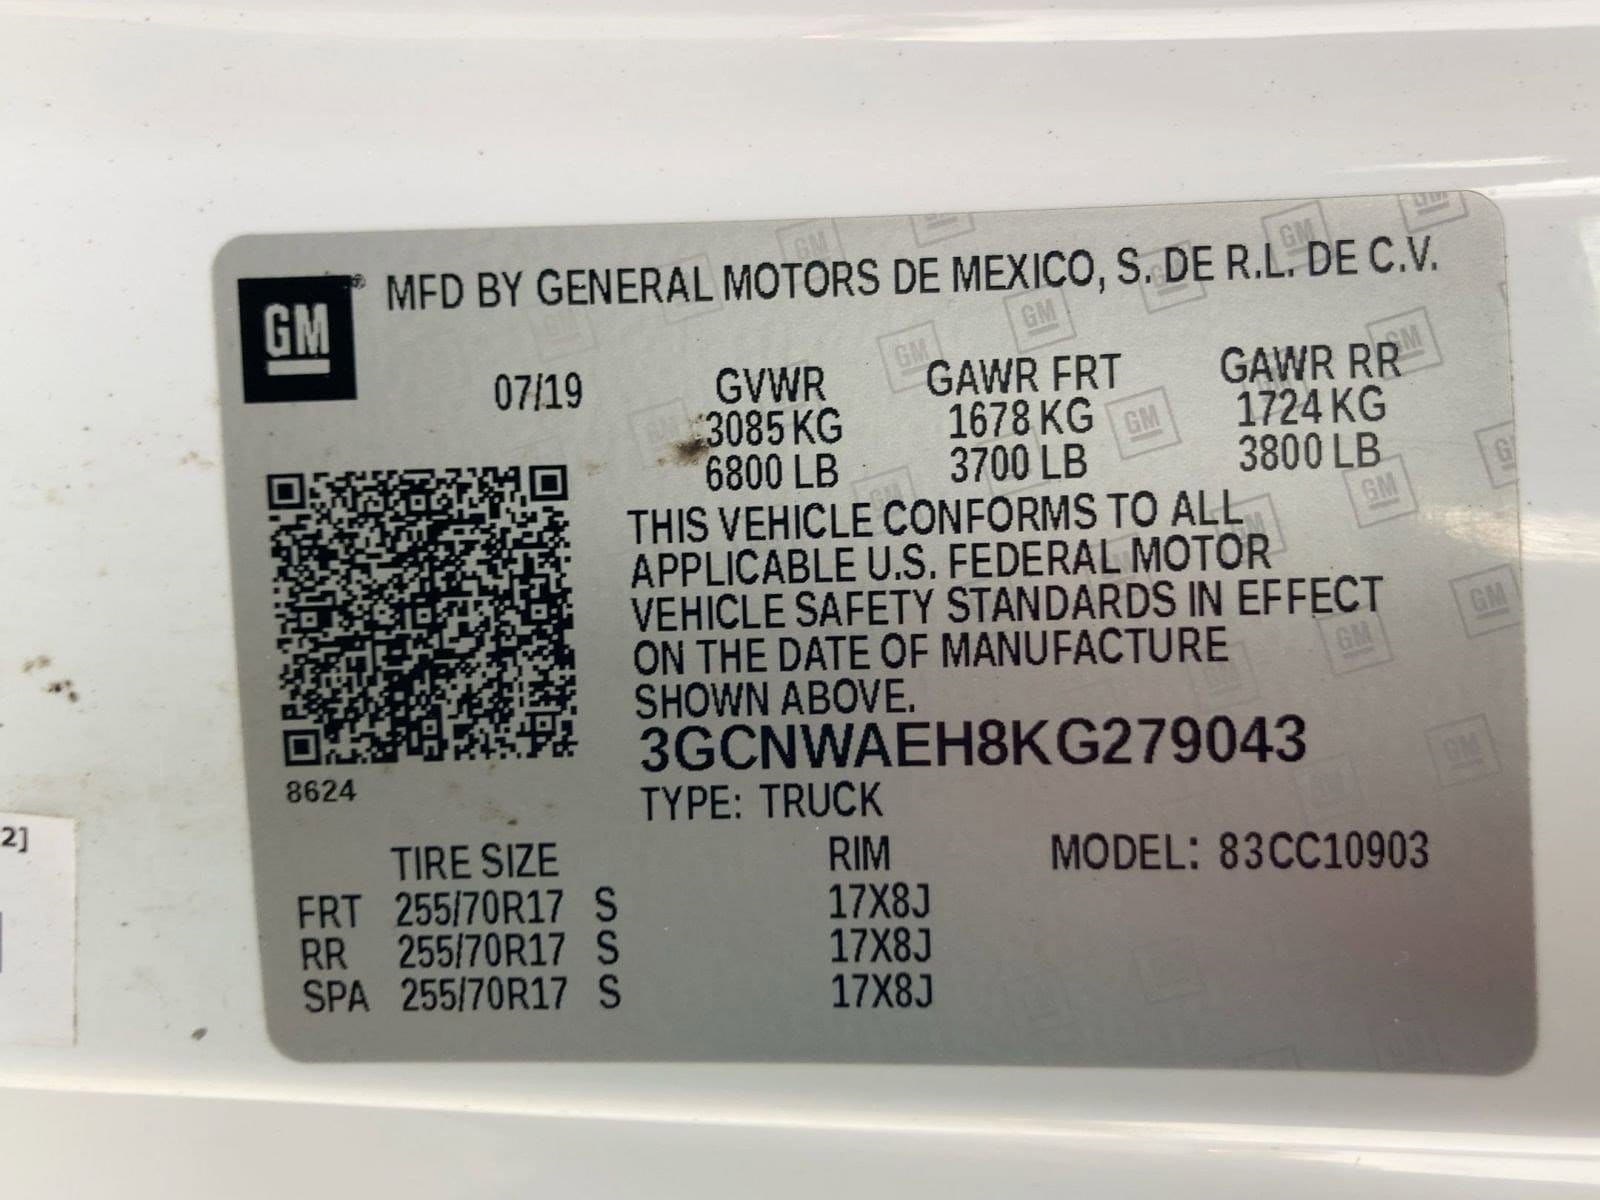 GM® MFD BY GENERAL MOTORS DE MEXICO, S. DE R.L. DE C.V.
07/19 GVWR GAWR FRT GAWR RR
3085 KG 1678 KG 1724 KG
6800 LB 3700 LB 3800 LB
THIS VEHICLE CONFORMS TO ALL
APPLICABLE U.S. FEDERAL MOTOR
VEHICLE SAFETY STANDARDS IN EFFECT
ON THE DATE OF MANUFACTURE
SHOWN ABOVE.
3GCNWAEH8KG279043
8624
TYPE: TRUCK
2]
TIRE SIZE RIM MODEL: 83CC10903
FRT 255/70R17 S 17X8J
RR 255/70R17 S 17X8J
SPA 255/70R17 S 17X8J